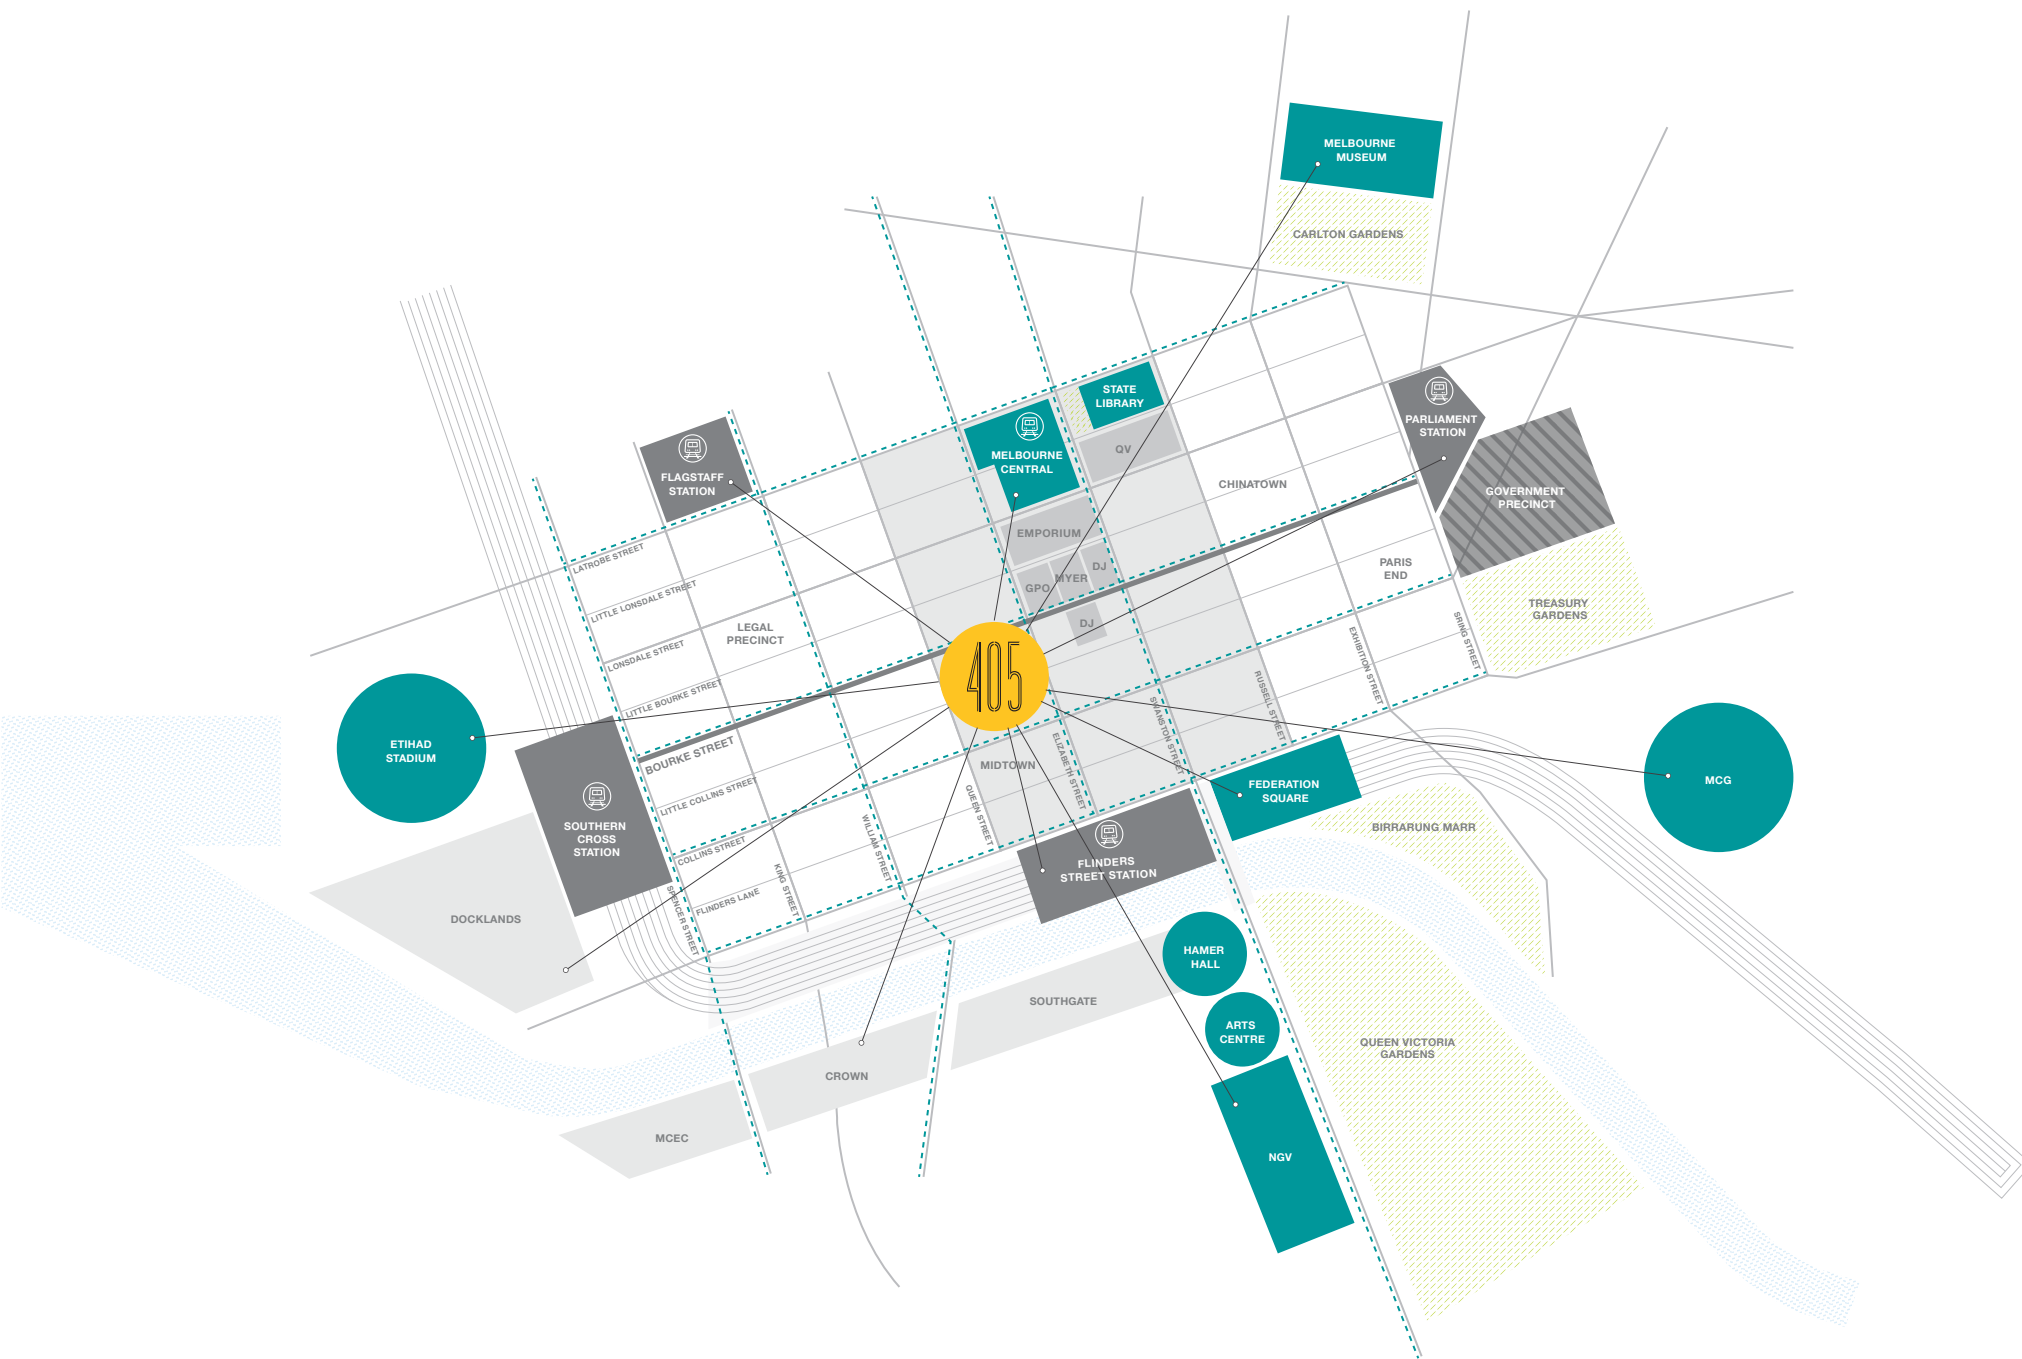 MELBOURNE
MUSEUM
CARLTON GARDENS
STATE
LIBRARY
MELBOURNE
CENTRAL
QV
PARLIAMENT
STATION
FLAGSTAFF
STATION
CHINATOWN
GOVERNMENT
PRECINCT
EMPORIUM
LATROBE STREET
LITTLE LONSDALE STREET
GPO
MYER
DJ
PARIS
END
TREASURY
GARDENS
LEGAL
PRECINCT
DJ
LONSDALE STREET
LITTLE BOURKE STREET
405
EXHIBITION STREET
SRING STREET
RUSSELL STREET
SWANSTON STREET
ETIHAD
STADIUM
BOURKE STREET
MIDTOWN
ELIZABETH STREET
MCG
LITTLE COLLINS STREET
QUEEN STREET
FEDERATION
SQUARE
SOUTHERN
CROSS
STATION
WILLIAM STREET
BIRRARUNG MARR
COLLINS STREET
FLINDERS
STREET STATION
KING STREET
FLINDERS LANE
SPENCER STREET
DOCKLANDS
HAMER
HALL
SOUTHGATE
ARTS
CENTRE
QUEEN VICTORIA
GARDENS
CROWN
MCEC
NGV